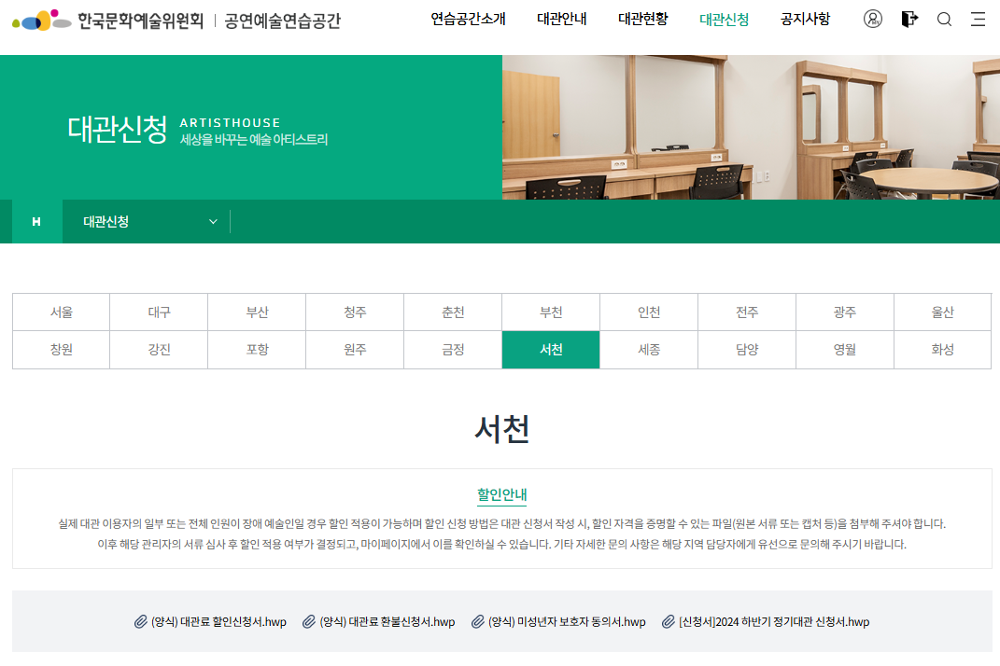 한국문화예술위원회 | 공연예술연습공간
연습공간소개 대관안내 대관현황 대관신청 공지사항
대관신청 ARTISTHOUSE
세상을 바꾸는 예술 아티스트리
H 대관신청
서울 대구 부산 청주 춘천 부천 인천 전주 광주 울산
창원 강진 포항 원주 금정 서천 세종 담양 영월 화성
서천
할인안내
실제 대관 이용자의 일부 또는 전체 인원이 장애 예술인일 경우 할인 적용이 가능하며 할인 신청 방법은 대관 신청서 작성 시, 할인 자격을 증명할 수 있는 파일(원본 서류 또는 캡처 등)을 첨부해 주셔야 합니다.
이후 해당 관리자의 서류 심사 후 할인 적용 여부가 결정되고, 마이페이지에서 이를 확인하실 수 있습니다. 기타 자세한 문의 사항은 해당 지역 담당자에게 유선으로 문의해 주시기 바랍니다.
(양식) 대관료 할인신청서.hwp (양식) 대관료 환불신청서.hwp (양식) 미성년자 보호자 동의서.hwp [신청서]2024 하반기 정기대관 신청서.hwp